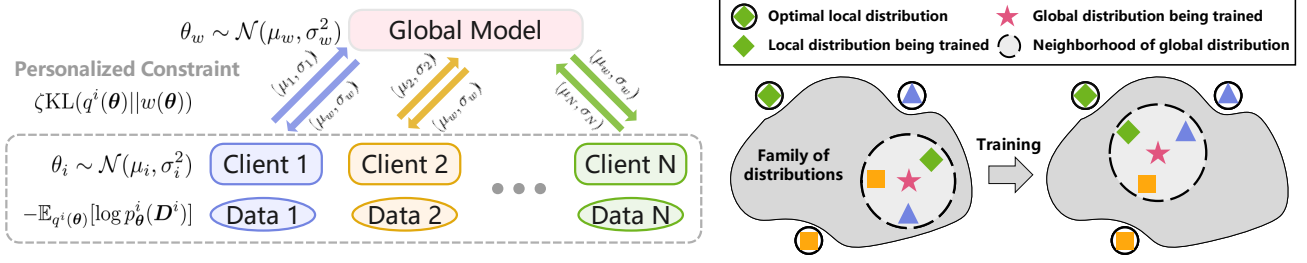 θ_w ∼ N(μ_w, σ_w^2)
Global Model
Personalized Constraint
ζKL(q^i(θ)||w(θ))
(μ_1, σ_1)
(μ_w, σ_w)
(μ_2, σ_2)
(μ_w, σ_w)
(μ_w, σ_w)
(μ_N, σ_N)
θ_i ∼ N(μ_i, σ_i^2)
Client 1
Client 2
Client N
−𝔼_{q^i(θ)}[log p_θ^i(D^i)]
Data 1
Data 2
Data N
Optimal local distribution
Global distribution being trained
Local distribution being trained
Neighborhood of global distribution
Family of
distributions
Training